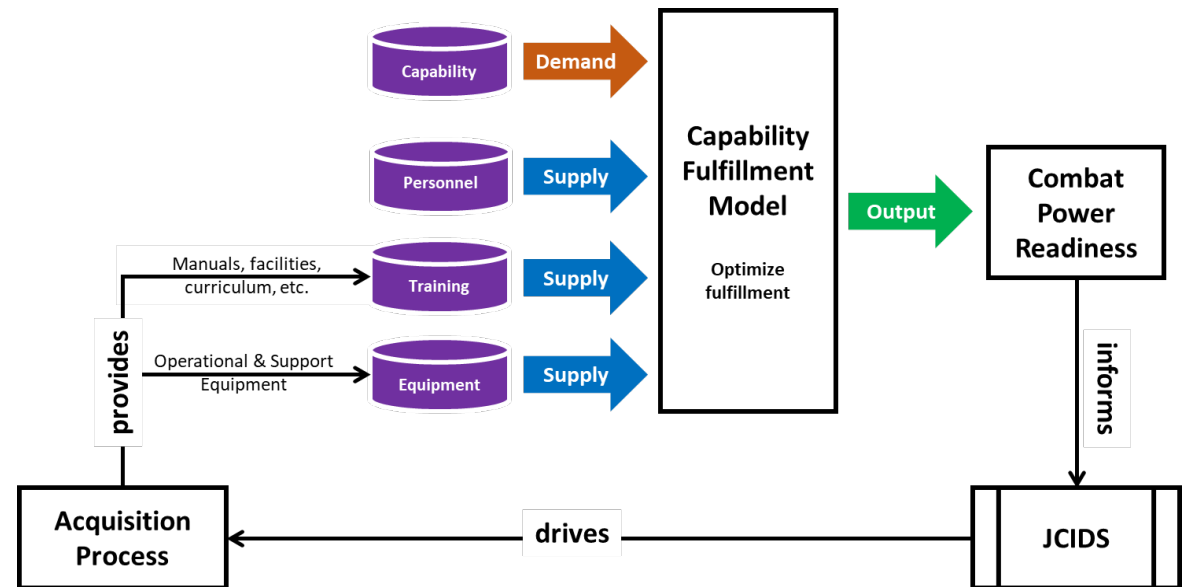 Capability
Demand
Personnel
Supply
Capability
Fulfillment
Model
Optimize
fulfillment
Output
Combat
Power
Readiness
Manuals, facilities,
curriculum, etc.
Training
Supply
Operational & Support
Equipment
Equipment
Supply
provides
informs
Acquisition
Process
drives
JCIDS